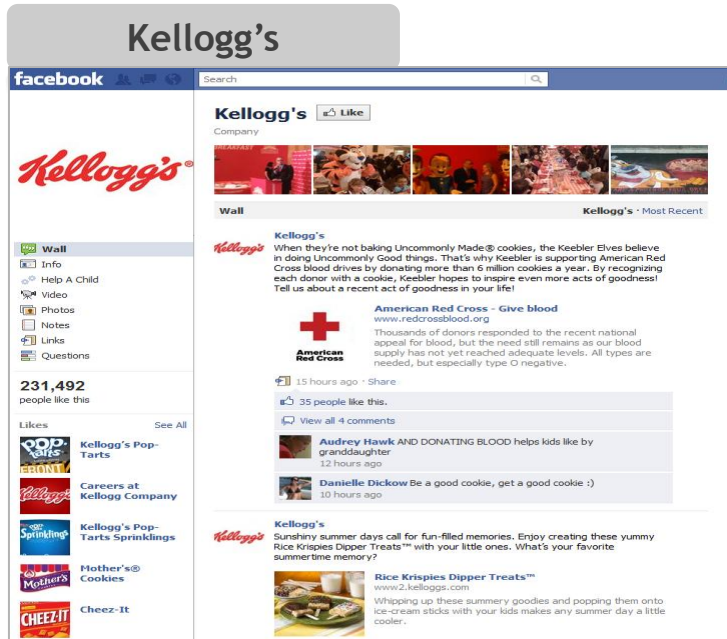 Kellogg's
facebook
Search
Kellogg's
Like
Company
Kellogg's®
BREAKFAST
Wall
Kellogg's · Most Recent
Wall
Info
Help A Child
Video
Photos
Notes
Links
Questions
231,492
people like this
Likes
See All
POP·
tarts
FRONT
Kellogg's Pop-
Tarts
Kellogg's
Careers at
Kellogg Company
POP
Sprinklings
Kellogg's Pop-
Tarts Sprinklings
Mother's
Mother's®
Cookies
CHEEZ-IT
Cheez-It
Kellogg's
Kellogg's
When they're not baking Uncommonly Made® cookies, the Keebler Elves believe
in doing Uncommonly Good things. That's why Keebler is supporting American Red
Cross blood drives by donating more than 6 million cookies a year. By recognizing
each donor with a cookie, Keebler hopes to inspire even more acts of goodness!
Tell us about a recent act of goodness in your life!
American
Red Cross
American Red Cross - Give blood
www.redcrossblood.org
Thousands of donors responded to the recent national
appeal for blood, but the need still remains as our blood
supply has not yet reached adequate levels. All types are
needed, but especially type O negative.
15 hours ago · Share
35 people like this.
View all 4 comments
Audrey Hawk AND DONATING BLOOD helps kids like by
granddaughter
12 hours ago
Danielle Dickow Be a good cookie, get a good cookie :)
10 hours ago
Kellogg's
Kellogg's
Sunshiny summer days call for fun-filled memories. Enjoy creating these yummy
Rice Krispies Dipper Treats™ with your little ones. What's your favorite
summertime memory?
Rice Krispies Dipper Treats™
www2.kelloggs.com
Whipping up these summery goodies and popping them onto
ice-cream sticks with your kids makes any summer day a little
cooler.